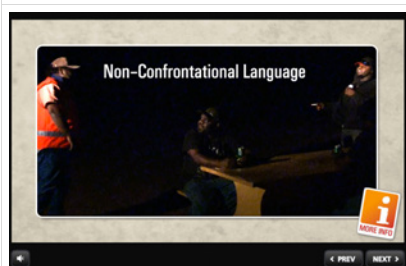 Non-Confrontational Language
i
MORE INFO
< PREV
NEXT >